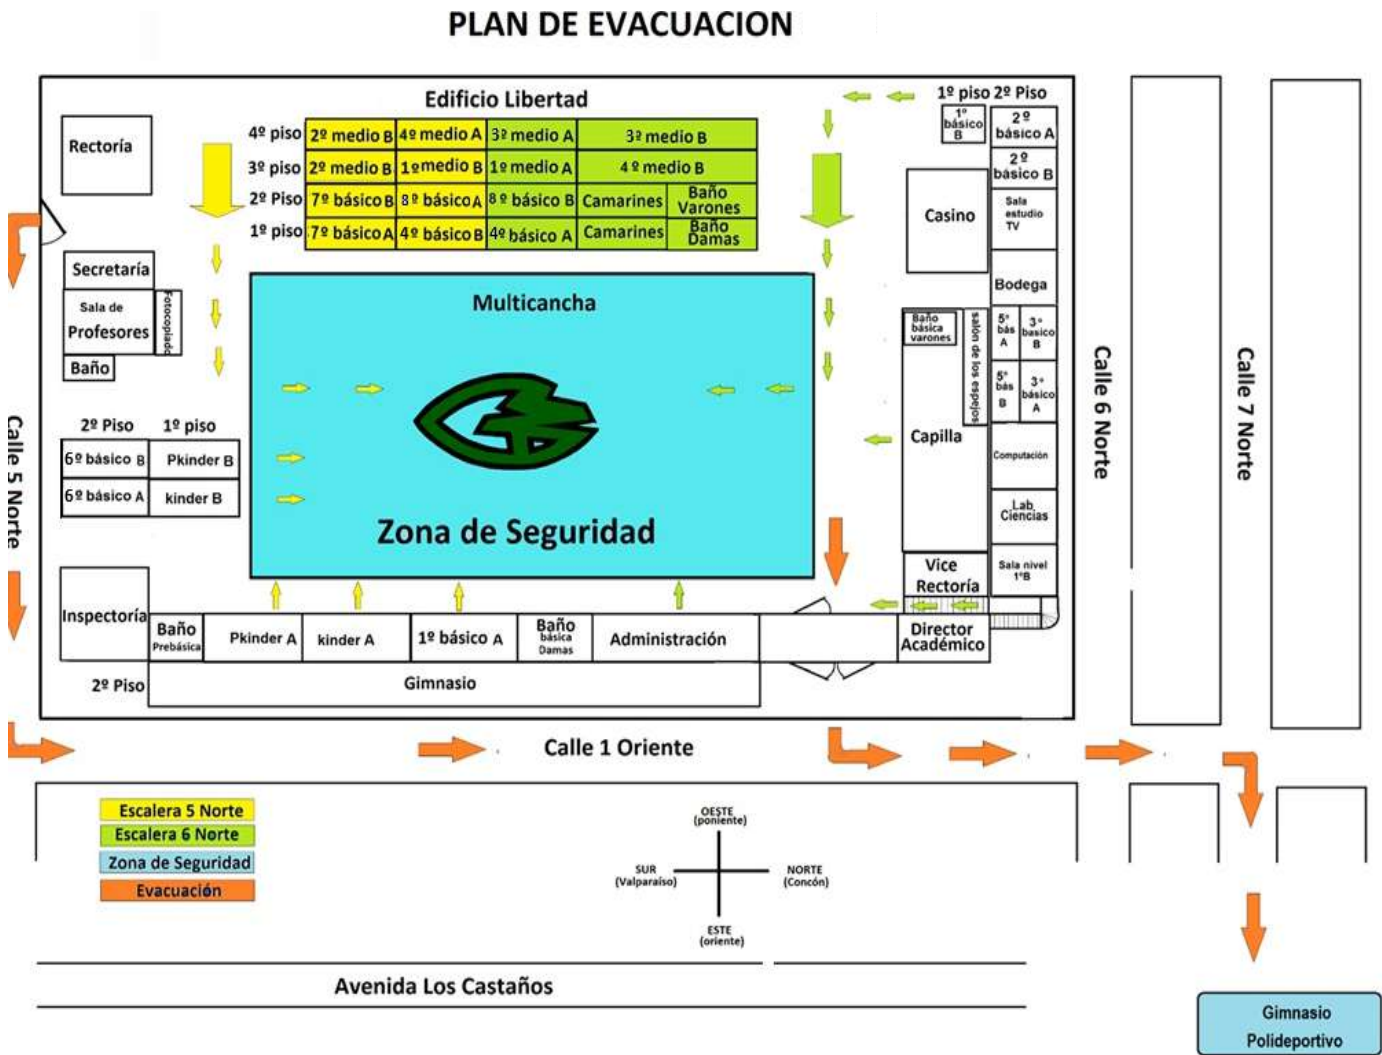 PLAN DE EVACUACION
Edificio Libertad
1º piso 2º Piso
Rectoría
4º piso 2º medio B 4º medio A 3º medio A 3º medio B
3º piso 2º medio B 1º medio B 1º medio A 4º medio B
2º Piso 7º básico B 8º básico A 8º básico B Camarines Baño Varones
1º piso 7º básico A 4º básico B 4º básico A Camarines Baño Damas
1º
básico
B
2º
básico A
2º
básico B
Casino
Sala
estudio
TV
Bodega
Secretaría
Sala de
Profesores
Fotocopiado
Baño
Multicancha
Baño
básica
varones
salón de los espejos
5°
bás
A
3°
basico
B
5°
bás
B
3°
básico
A
Capilla
Computación
Lab
Ciencias
Sala nivel
1ºB
Vice
Rectoría
Calle 6 Norte
Calle 7 Norte
Calle 5 Norte
2º Piso 1º piso
6º básico B Pkinder B
6º básico A kinder B
Zona de Seguridad
Inspectoría
Baño
Prebásica
Pkinder A
kinder A
1º básico A
Baño
básica
Damas
Administración
Director
Académico
2º Piso
Gimnasio
Calle 1 Oriente
Escalera 5 Norte
Escalera 6 Norte
Zona de Seguridad
Evacuación
OESTE
(poniente)
SUR
(Valparaíso)
NORTE
(Concón)
ESTE
(oriente)
Avenida Los Castaños
Gimnasio
Polideportivo